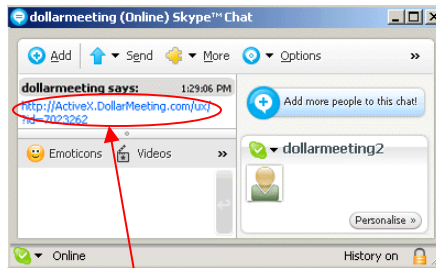 dollarmeeting (Online) Skype™ Chat
Add Send More Options »
dollarmeeting says: 1:29:06 PM
http://ActiveX.DollarMeeting.com/ux/
?id=7023262
Add more people to this chat!
Emoticons Videos »
dollarmeeting2
Personalise »
Online History on